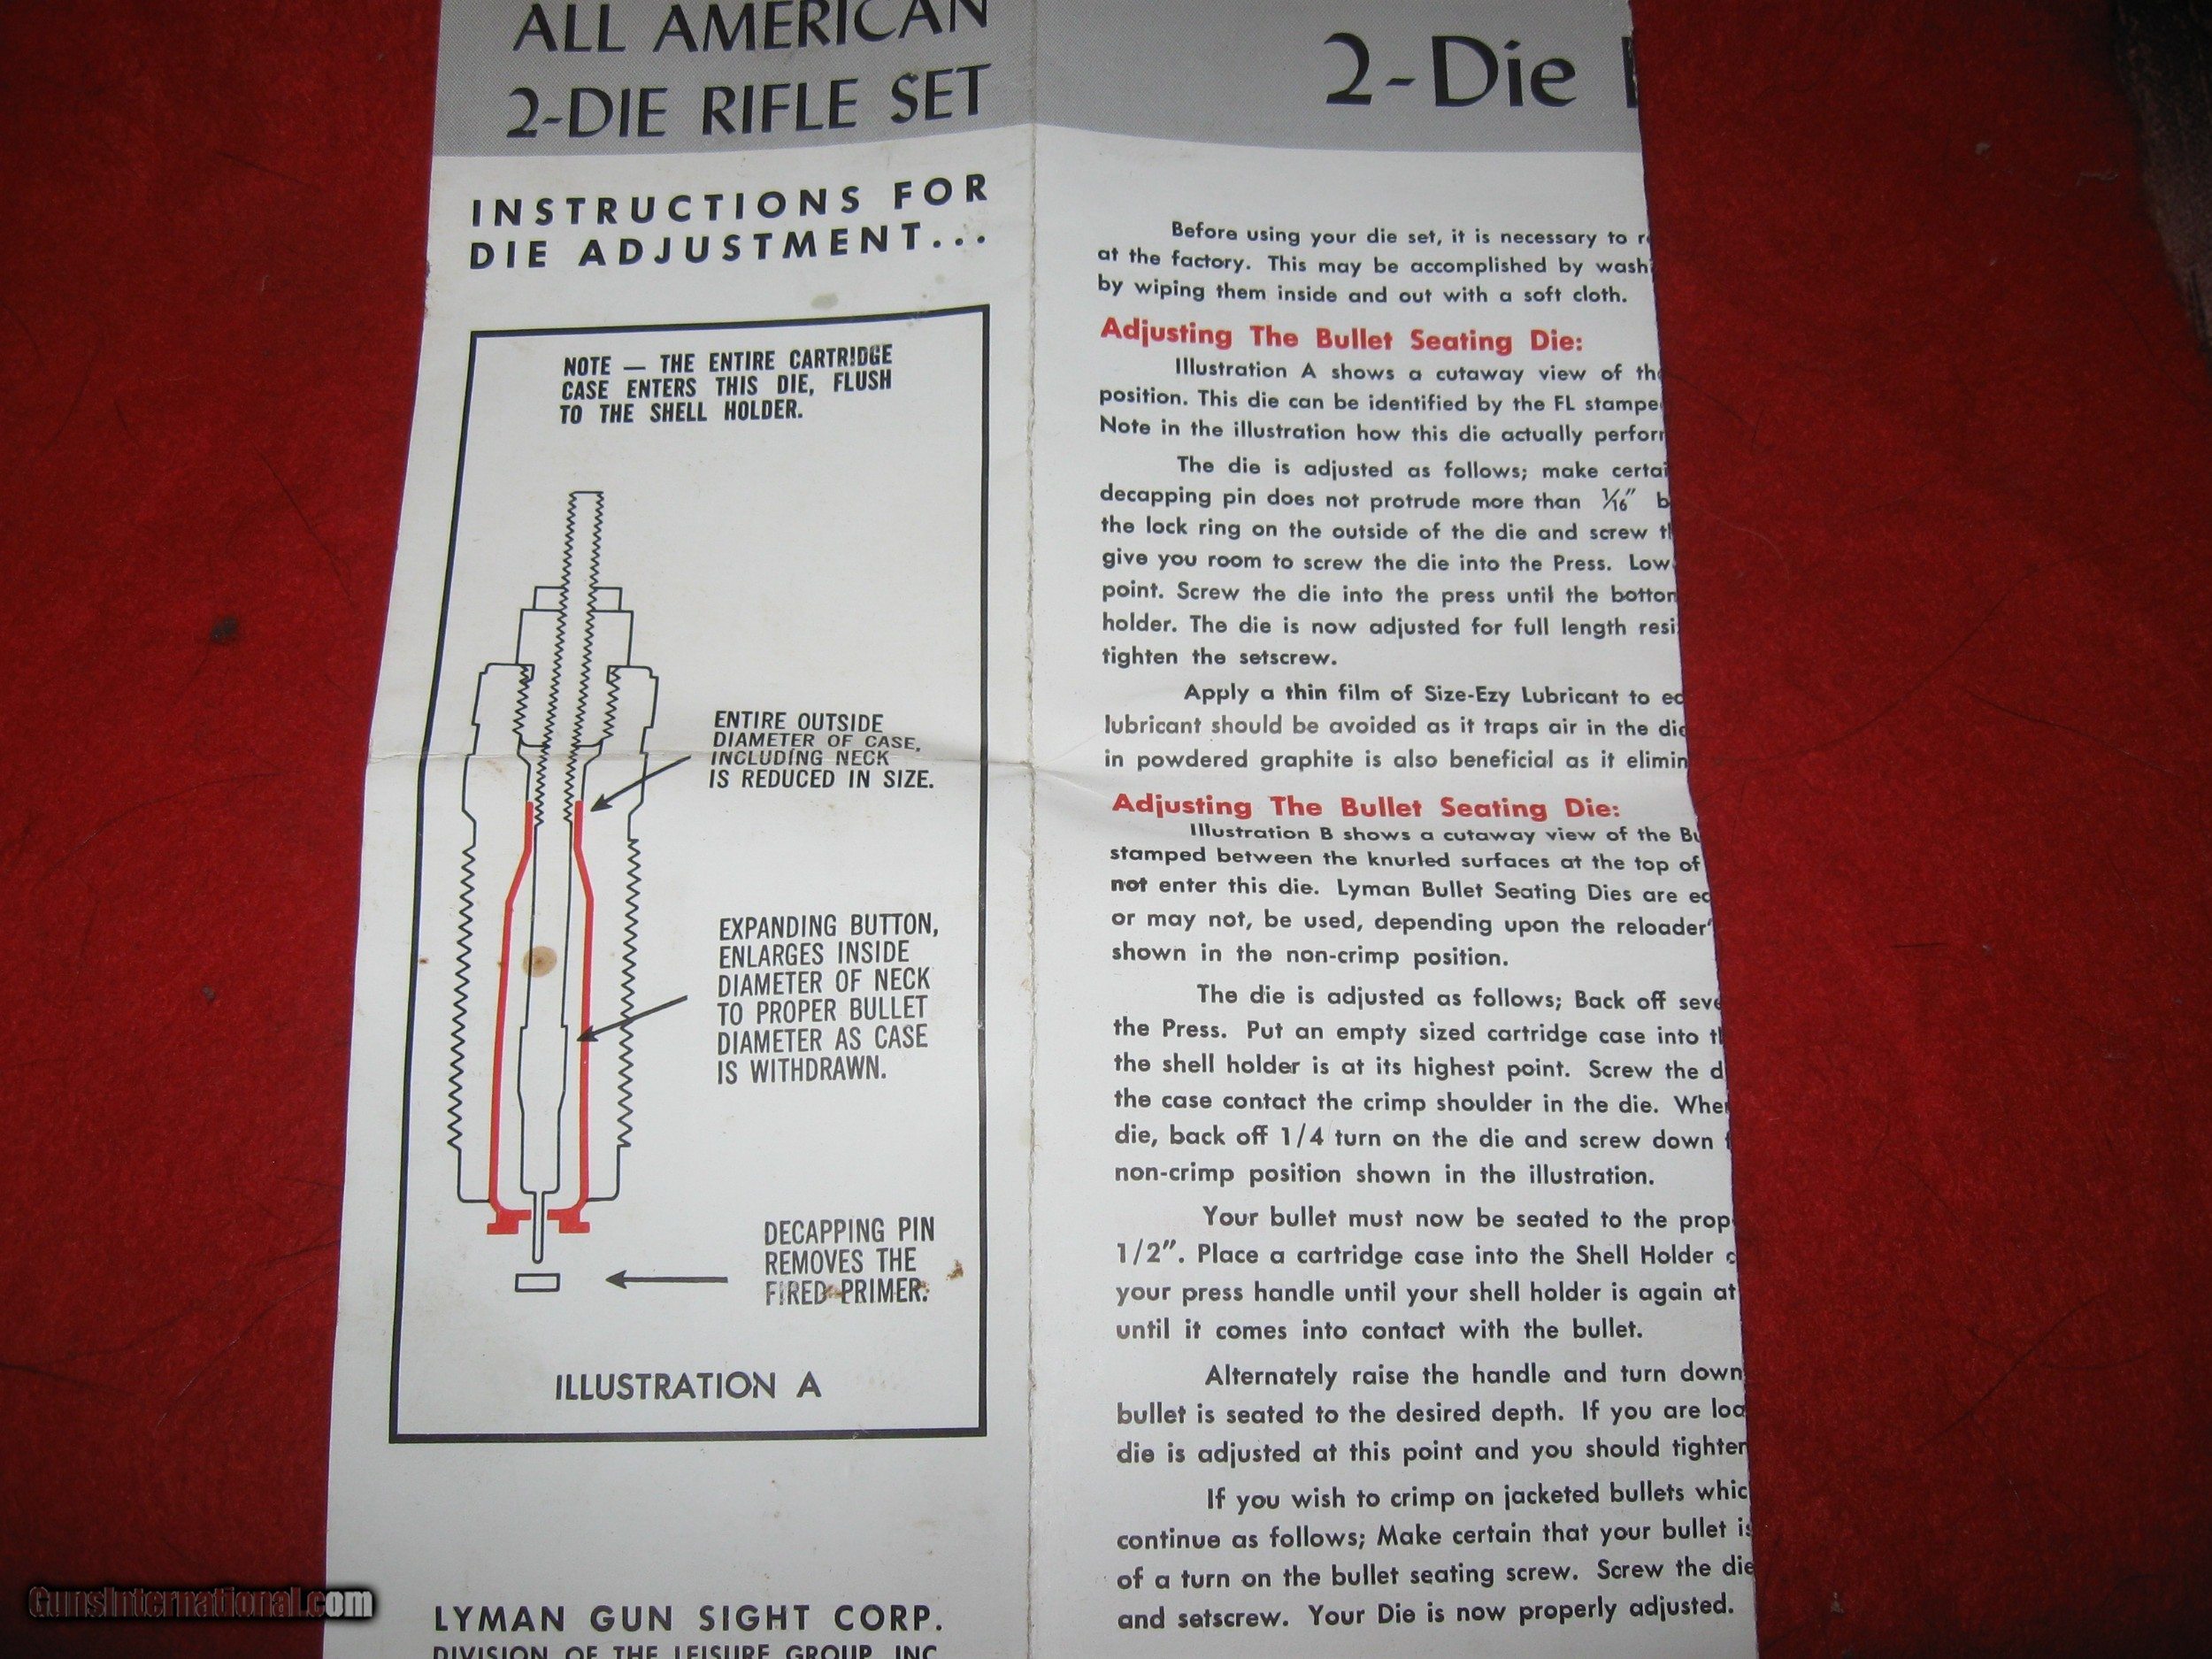 ALL AMERICAN
2-DIE RIFLE SET
INSTRUCTIONS FOR
DIE ADJUSTMENT...
NOTE — THE ENTIRE CARTRIDGE
CASE ENTERS THIS DIE, FLUSH
TO THE SHELL HOLDER.
ENTIRE OUTSIDE
DIAMETER OF CASE,
INCLUDING NECK
IS REDUCED IN SIZE.
EXPANDING BUTTON,
ENLARGES INSIDE
DIAMETER OF NECK
TO PROPER BULLET
DIAMETER AS CASE
IS WITHDRAWN.
DECAPPING PIN
REMOVES THE
FIRED PRIMER.
ILLUSTRATION A
LYMAN GUN SIGHT CORP.
DIVISION OF THE LEISURE GROUP, INC
2-Die
Before using your die set, it is necessary to
at the factory. This may be accomplished by
by wiping them inside and out with a soft cloth.
Adjusting The Bullet Seating Die:
Illustration A shows a cutaway view of
position. This die can be identified by the FL
Note in the illustration how this die actually
The die is adjusted as follows; make
decapping pin does not protrude more than 1/16"
the lock ring on the outside of the die and screw
give you room to screw the die into the Press.
point. Screw the die into the press until the
holder. The die is now adjusted for full length
tighten the setscrew.
Apply a thin film of Size-Ezy Lubricant to
lubricant should be avoided as it traps air in the
in powdered graphite is also beneficial as it
Adjusting The Bullet Seating Die:
Illustration B shows a cutaway view of the
stamped between the knurled surfaces at the top of
not enter this die. Lyman Bullet Seating Dies are
or may not, be used, depending upon the
shown in the non-crimp position.
The die is adjusted as follows; Back off
the Press. Put an empty sized cartridge case into
the shell holder is at its highest point. Screw the
the case contact the crimp shoulder in the die.
die, back off 1/4 turn on the die and screw down
non-crimp position shown in the illustration.
Your bullet must now be seated to the
1/2". Place a cartridge case into the Shell Holder
your press handle until your shell holder is again at
until it comes into contact with the bullet.
Alternately raise the handle and turn down
bullet is seated to the desired depth. If you are
die is adjusted at this point and you should
If you wish to crimp on jacketed bullets
continue as follows; Make certain that your bullet
of a turn on the bullet seating screw. Screw the die
and setscrew. Your Die is now properly adjusted.
GunsInternational.com